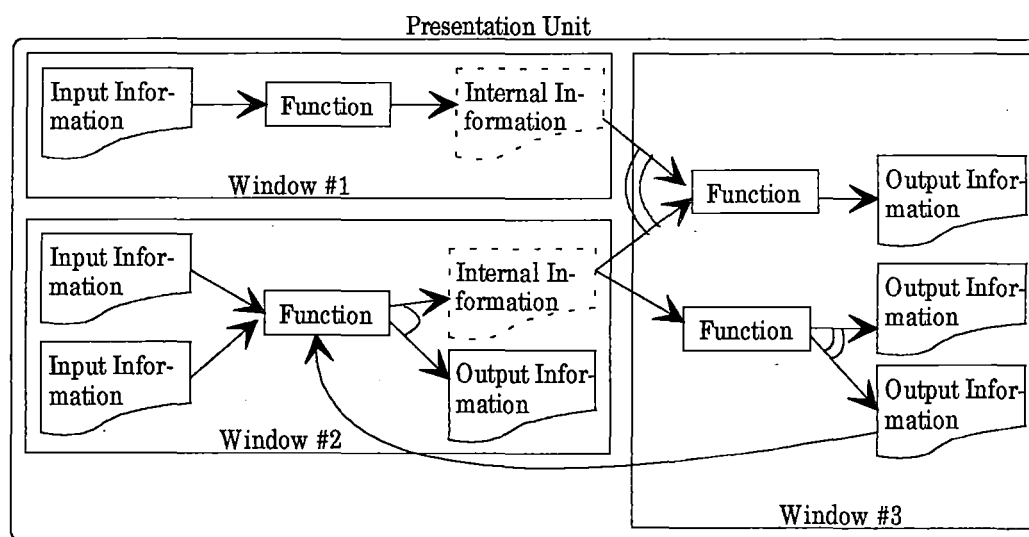 Presentation Unit
Input Infor-
mation
Function
Internal In-
formation
Window #1
Input Infor-
mation
Input Infor-
mation
Function
Internal In-
formation
Output Infor-
mation
Window #2
Function
Output Infor-
mation
Function
Output Infor-
mation
Output Infor-
mation
Window #3